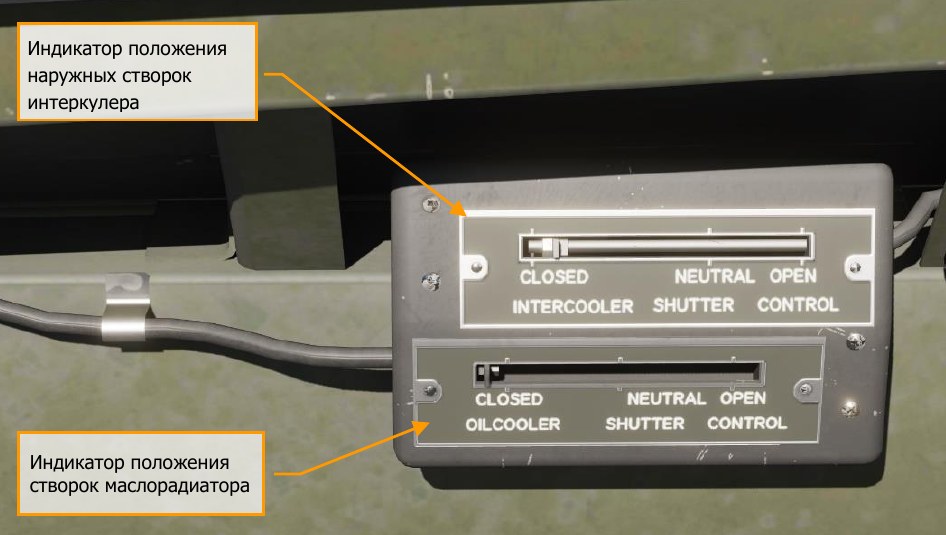 Индикатор положения
наружных створок
интеркулера
CLOSED NEUTRAL OPEN
INTERCOOLER SHUTTER CONTROL
CLOSED NEUTRAL OPEN
OILCOOLER SHUTTER CONTROL
Индикатор положения
створок маслорадиатора